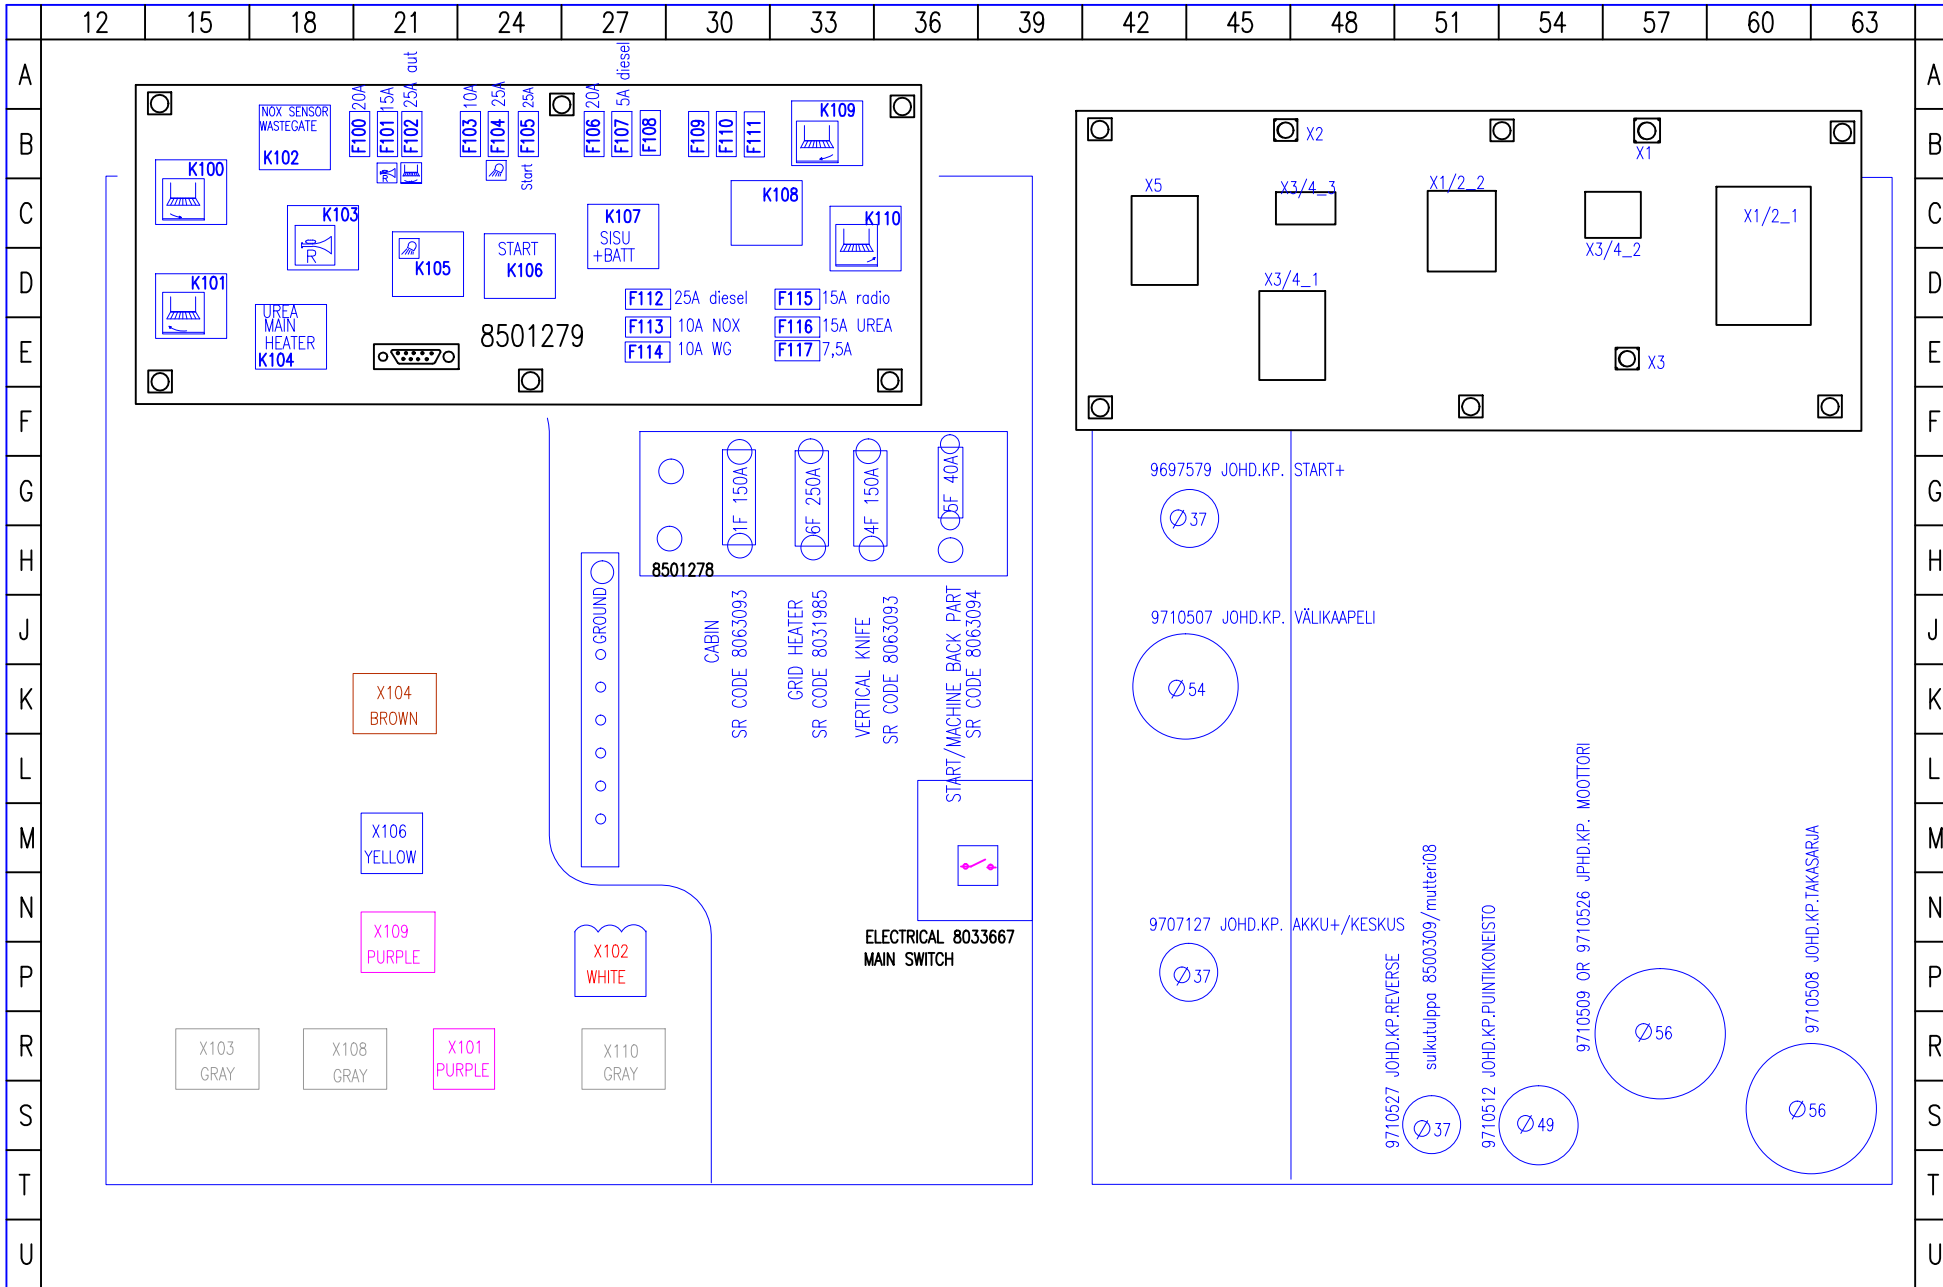 12 15 18 21 24 27 30 33 36 39 42 45 48 51 54 57 60 63
A A
B B
C C
D D
E E
F F
G G
H H
J J
K K
L L
M M
N N
P P
R R
S S
T T
U U
20A 15A 25A aut 10A 25A 25A 20A 5A diesel
F100 F101 F102 F103 F104 F105 F106 F107 F108 F109 F110 F111
R
Start
NOX SENSOR
WASTEGATE
K102
K109
K100
K103
R
K105
START
K106
K107
SISU
+BATT
K108
K110
K101
UREA
MAIN
HEATER
K104
8501279
F112 25A diesel
F113 10A NOX
F114 10A WG
F115 15A radio
F116 15A UREA
F117 7,5A
X2
X1
X5
X3/4_3
X1/2_2
X3/4_2
X1/2_1
X3/4_1
X3
1F 150A
6F 250A
4F 150A
5F 40A
8501278
GROUND
CABIN
SR CODE 8063093
GRID HEATER
SR CODE 8031985
VERTICAL KNIFE
SR CODE 8063093
START/MACHINE BACK PART
SR CODE 8063094
ELECTRICAL 8033667
MAIN SWITCH
X104
BROWN
X106
YELLOW
X109
PURPLE
X102
WHITE
X103
GRAY
X108
GRAY
X101
PURPLE
X110
GRAY
9697579 JOHD.KP. START+
Ø37
9710507 JOHD.KP. VÄLIKAAPELI
Ø54
9707127 JOHD.KP. AKKU+/KESKUS
Ø37
9710527 JOHD.KP.REVERSE
sulkutulppa 8500309/mutteri08
Ø37
9710512 JOHD.KP.PUINTIKONEISTO
Ø49
9710509 OR 9710526 JPHD.KP. MOOTTORI
Ø56
9710508 JOHD.KP.TAKASARJA
Ø56